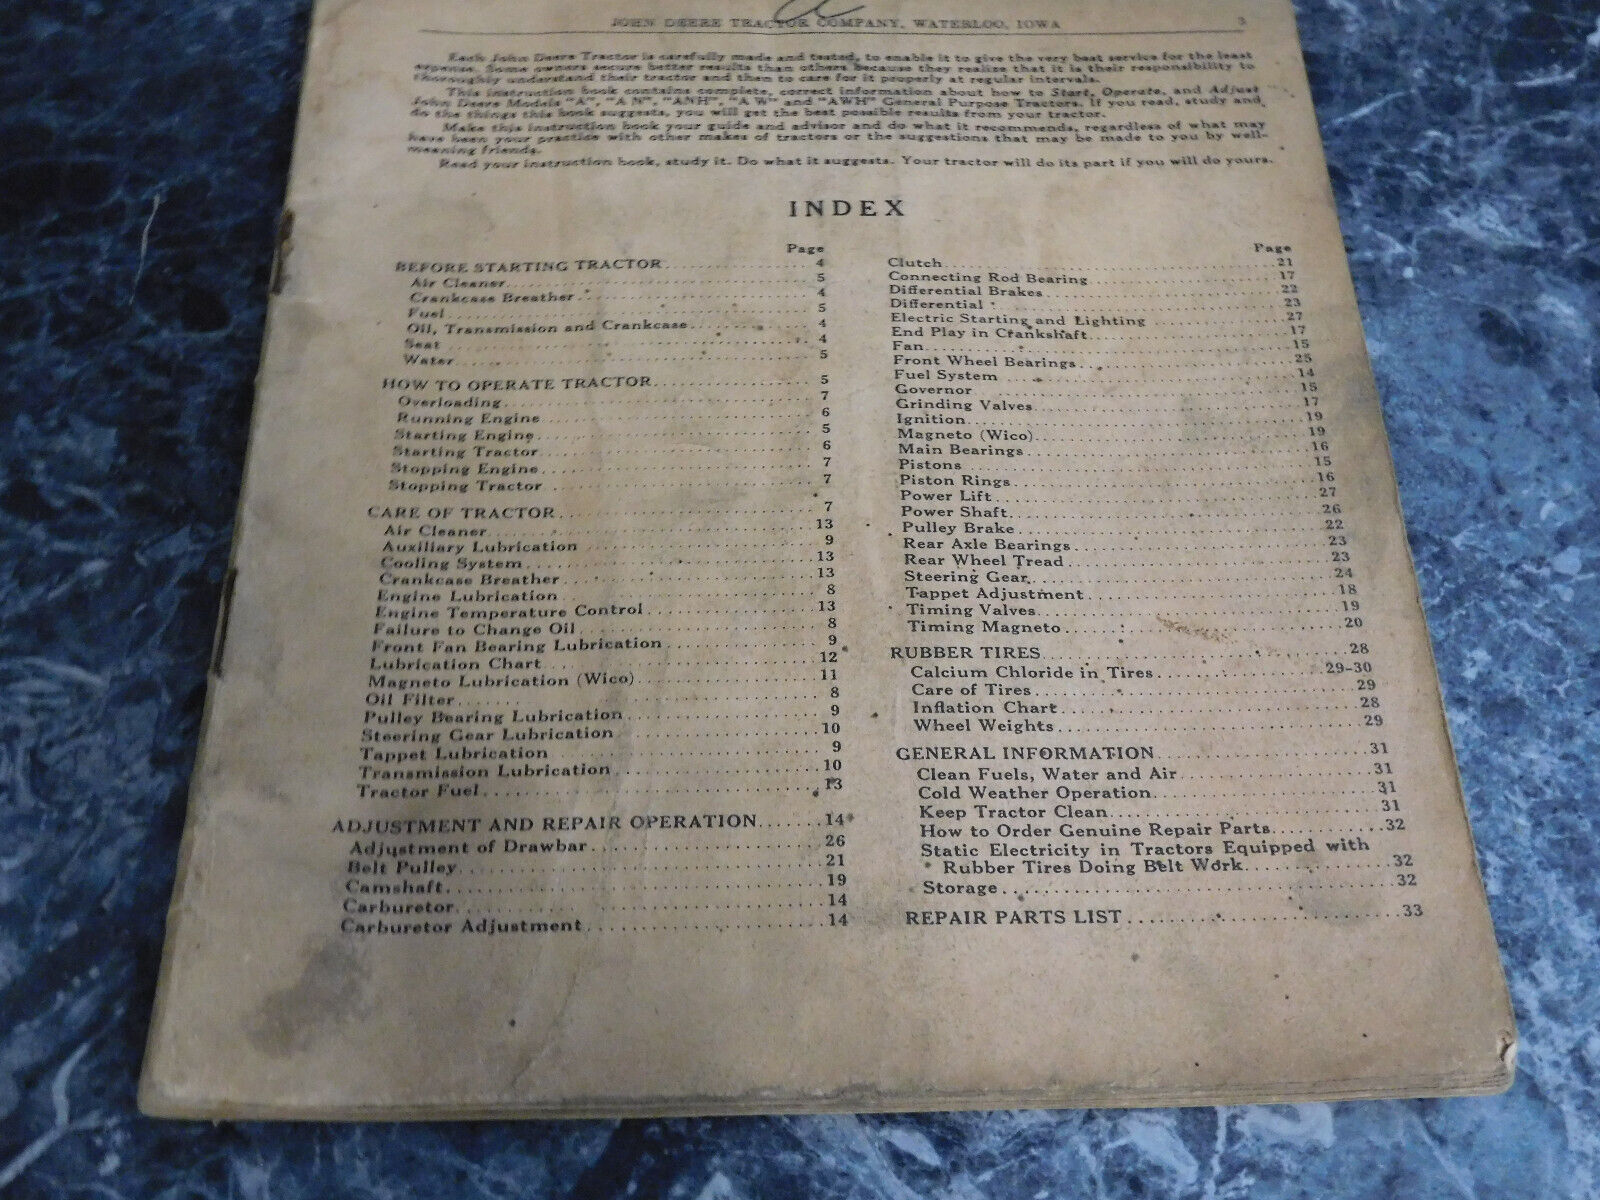 JOHN DEERE TRACTOR COMPANY, WATERLOO, IOWA 3
Each John Deere Tractor is carefully made and tested, to enable it to give the very best service for the least
expense. Some owners secure better results than others because they realize that it is their responsibility to
thoroughly understand their tractor and then to care for it properly at regular intervals.
This instruction book contains complete, correct information about how to Start, Operate, and Adjust
John Deere Models "A", "AN", "ANH", "AW" and "AWH" General Purpose Tractors. If you read, study and
do the things this book suggests, you will get the best possible results from your tractor.
Make this instruction book your guide and advisor and do what it recommends, regardless of what may
have been your practice with other makes of tractors or the suggestions that may be made to you by well-
meaning friends.
Read your instruction book, study it. Do what it suggests. Your tractor will do its part if you will do yours.
INDEX
Page
BEFORE STARTING TRACTOR 4
Air Cleaner 5
Crankcase Breather 4
Fuel 5
Oil, Transmission and Crankcase 4
Seat 4
Water 5
HOW TO OPERATE TRACTOR 5
Overloading 7
Running Engine 6
Starting Engine 5
Starting Tractor 6
Stopping Engine 7
Stopping Tractor 7
CARE OF TRACTOR 7
Air Cleaner 13
Auxiliary Lubrication 9
Cooling System 13
Crankcase Breather 13
Engine Lubrication 8
Engine Temperature Control 13
Failure to Change Oil 8
Front Fan Bearing Lubrication 9
Lubrication Chart 12
Magneto Lubrication (Wico) 11
Oil Filter 8
Pulley Bearing Lubrication 9
Steering Gear Lubrication 10
Tappet Lubrication 9
Transmission Lubrication 10
Tractor Fuel 13
ADJUSTMENT AND REPAIR OPERATION 14
Adjustment of Drawbar 26
Belt Pulley 21
Camshaft 19
Carburetor 14
Carburetor Adjustment 14
Page
Clutch 21
Connecting Rod Bearing 17
Differential Brakes 22
Differential 23
Electric Starting and Lighting 27
End Play in Crankshaft 17
Fan 15
Front Wheel Bearings 25
Fuel System 14
Governor 15
Grinding Valves 17
Ignition 19
Magneto (Wico) 19
Main Bearings 16
Pistons 15
Piston Rings 16
Power Lift 27
Power Shaft 26
Pulley Brake 22
Rear Axle Bearings 23
Rear Wheel Tread 23
Steering Gear 24
Tappet Adjustment 18
Timing Valves 19
Timing Magneto 20
RUBBER TIRES 28
Calcium Chloride in Tires 29-30
Care of Tires 29
Inflation Chart 28
Wheel Weights 29
GENERAL INFORMATION 31
Clean Fuels, Water and Air 31
Cold Weather Operation 31
Keep Tractor Clean 31
How to Order Genuine Repair Parts 32
Static Electricity in Tractors Equipped with
Rubber Tires Doing Belt Work 32
Storage 32
REPAIR PARTS LIST 33